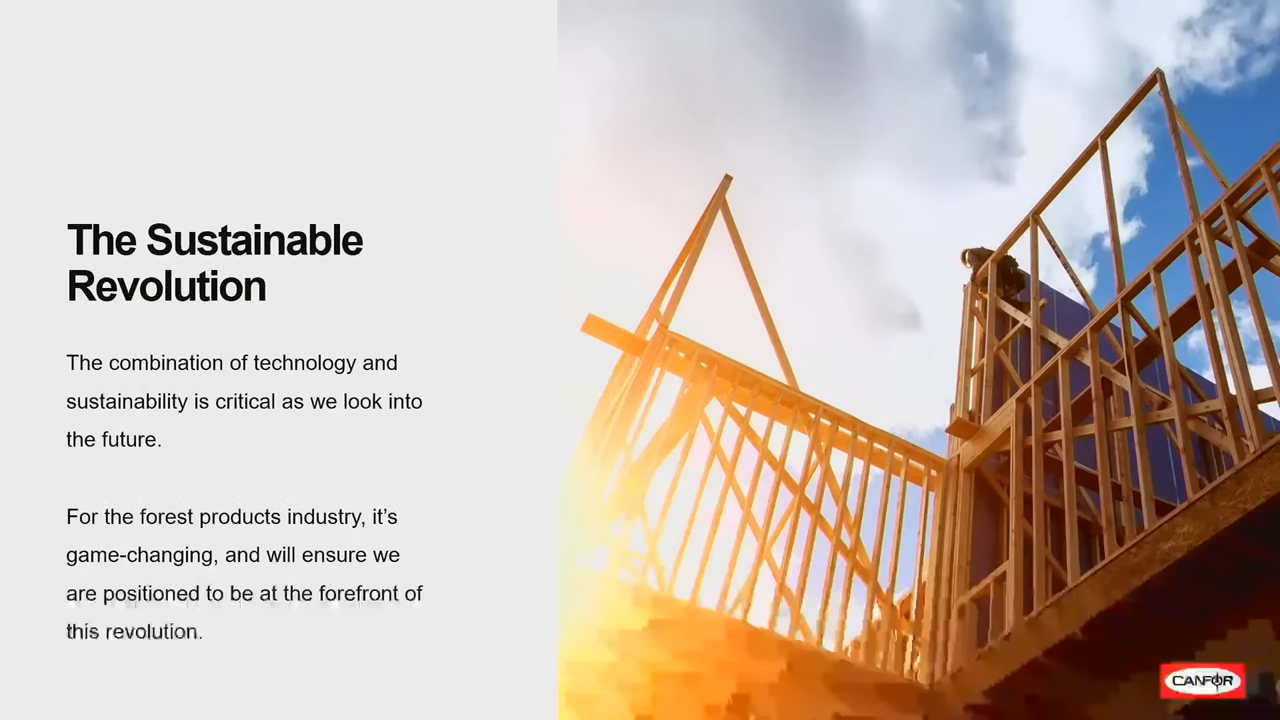 The Sustainable
Revolution
The combination of technology and
sustainability is critical as we look into
the future.
For the forest products industry, it’s
game-changing, and will ensure we
are positioned to be at the forefront of
this revolution.
CANFOR